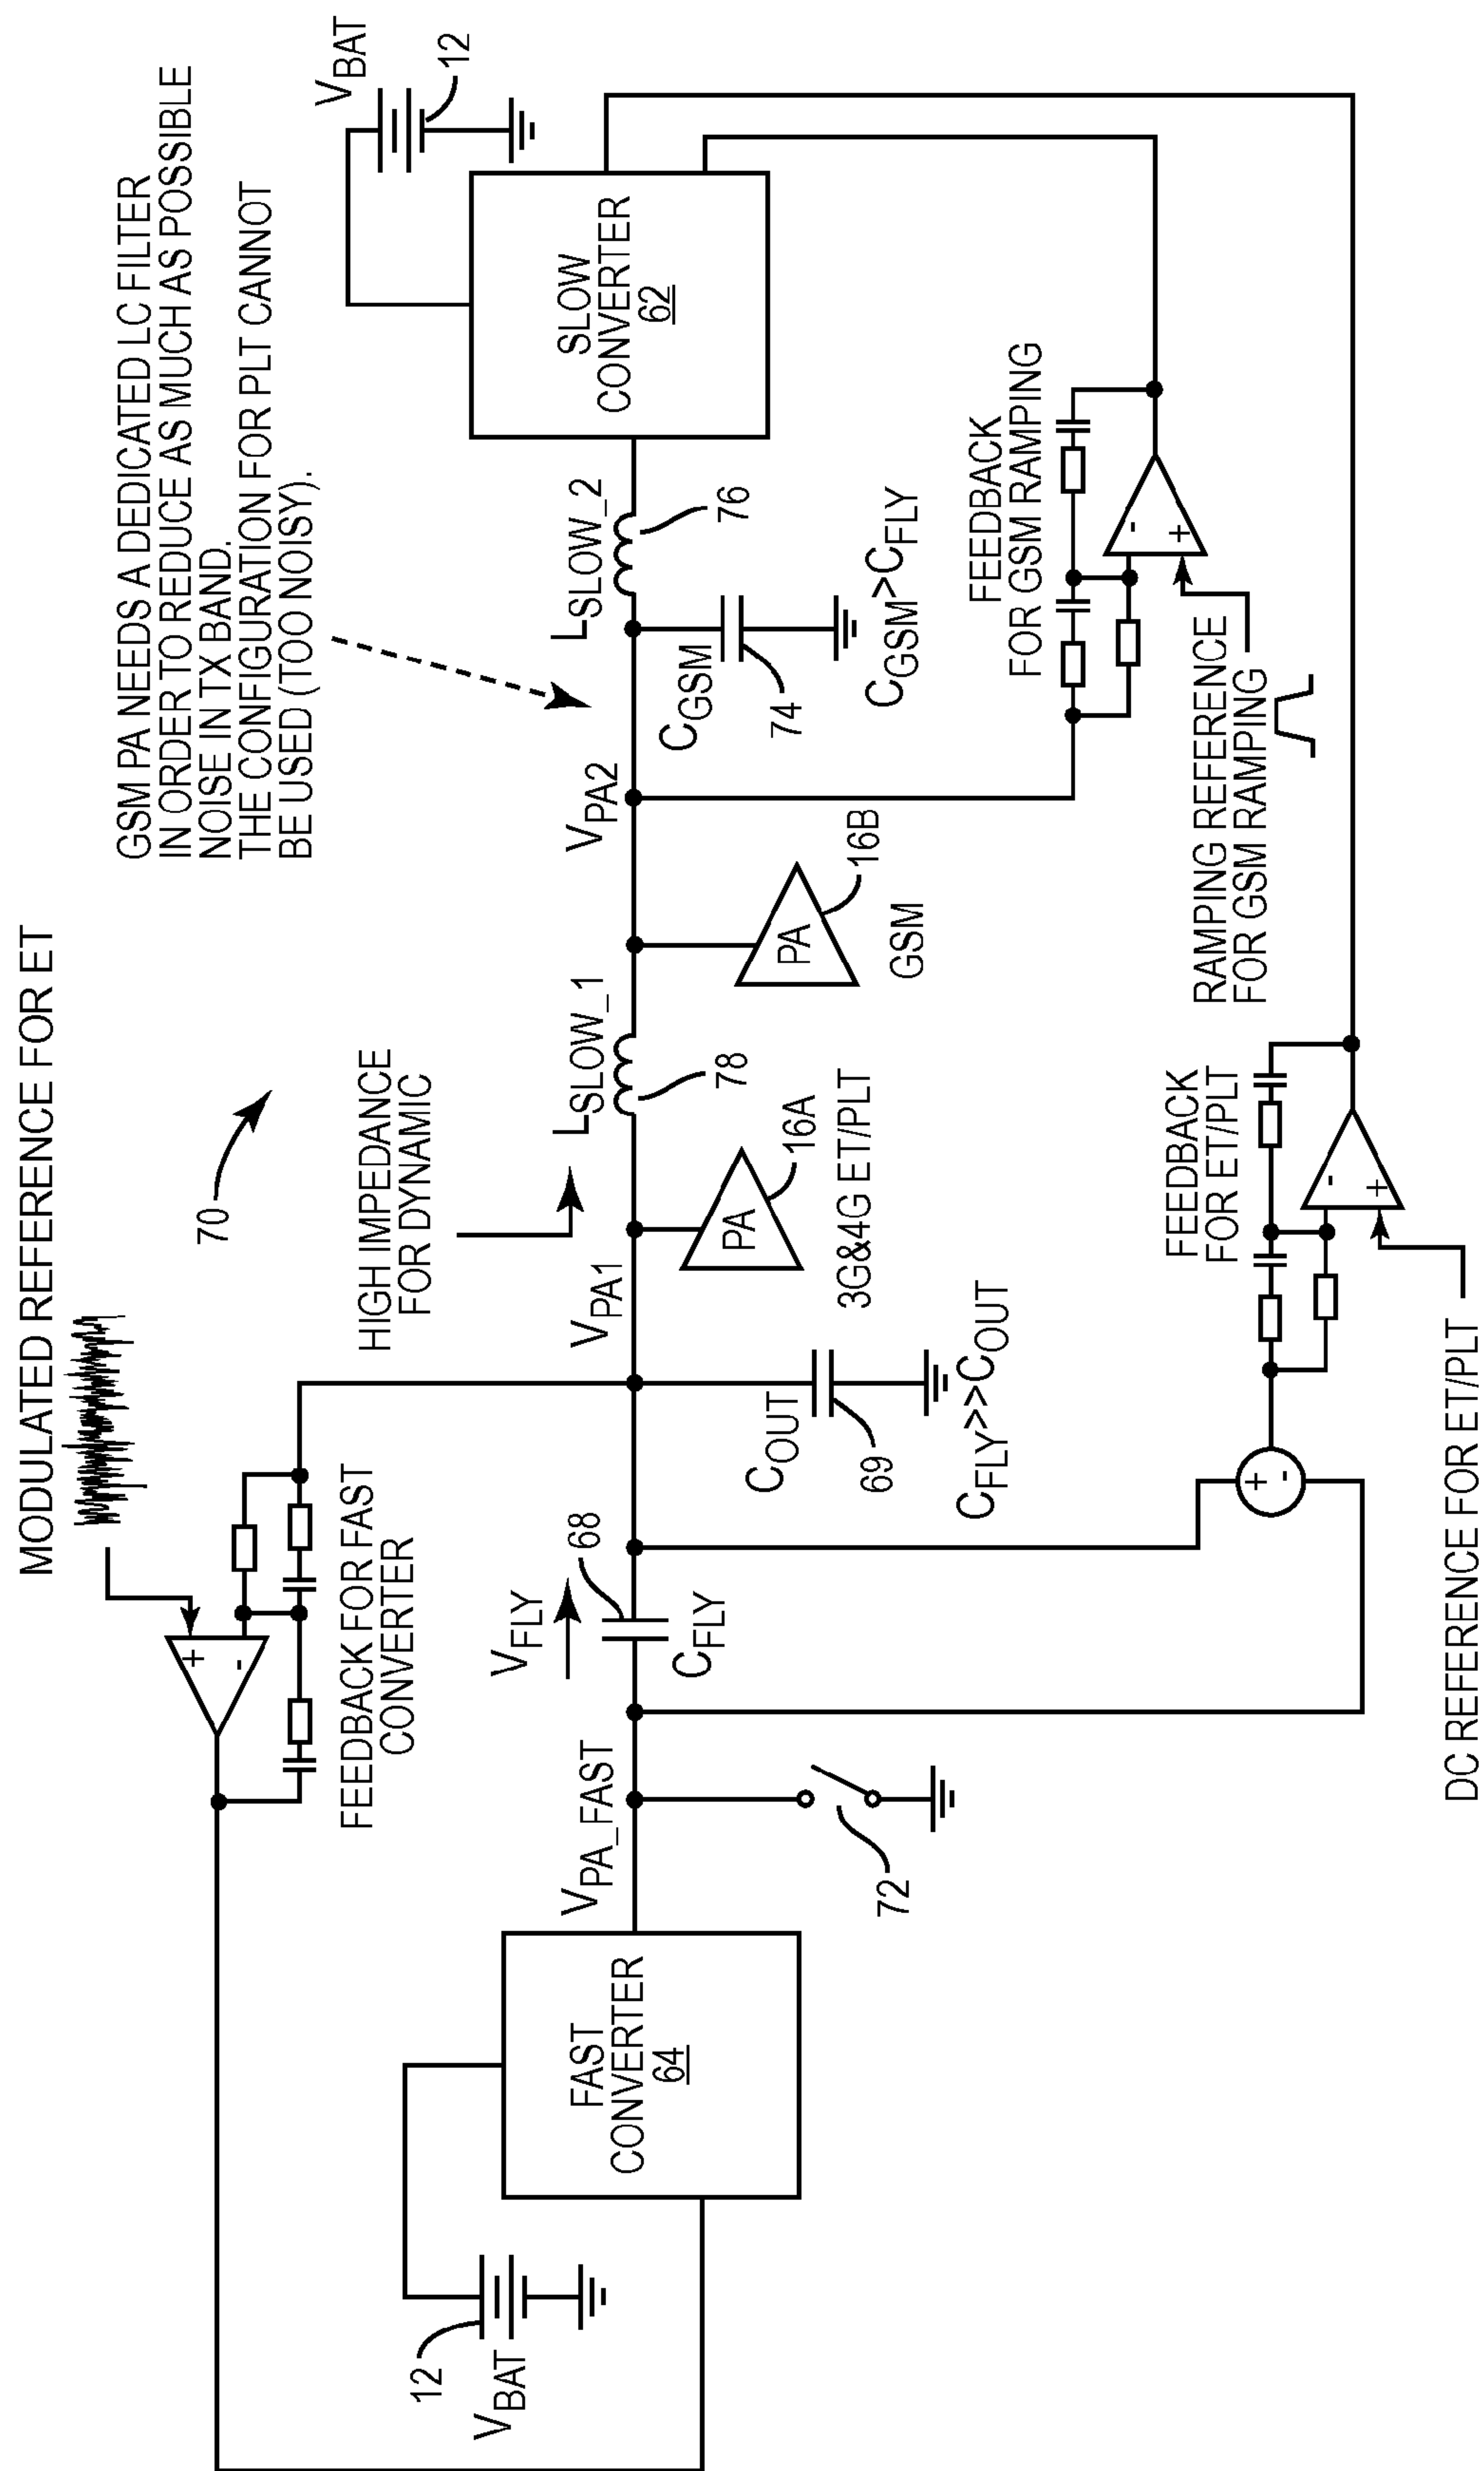 MODULATED REFERENCE FOR ET
70
GSM PA NEEDS A DEDICATED LC FILTER
IN ORDER TO REDUCE AS MUCH AS POSSIBLE
NOISE IN TX BAND.
THE CONFIGURATION FOR PLT CANNOT
BE USED (TOO NOISY).
VBAT
12
12
VBAT
FAST
CONVERTER
64
+
-
FEEDBACK FOR FAST
CONVERTER
VPA_FAST
72
VFLY
68
CFLY
COUT
69
CFLY>>COUT
HIGH IMPEDANCE
FOR DYNAMIC
VPA1
PA
16A
3G&4G ET/PLT
LSLOW_1
78
PA
16B
GSM
VPA2
CGSM
74
CGSM>CFLY
LSLOW_2
76
SLOW
CONVERTER
62
FEEDBACK
FOR GSM RAMPING
-
+
RAMPING REFERENCE
FOR GSM RAMPING
+
-
FEEDBACK
FOR ET/PLT
-
+
DC REFERENCE FOR ET/PLT